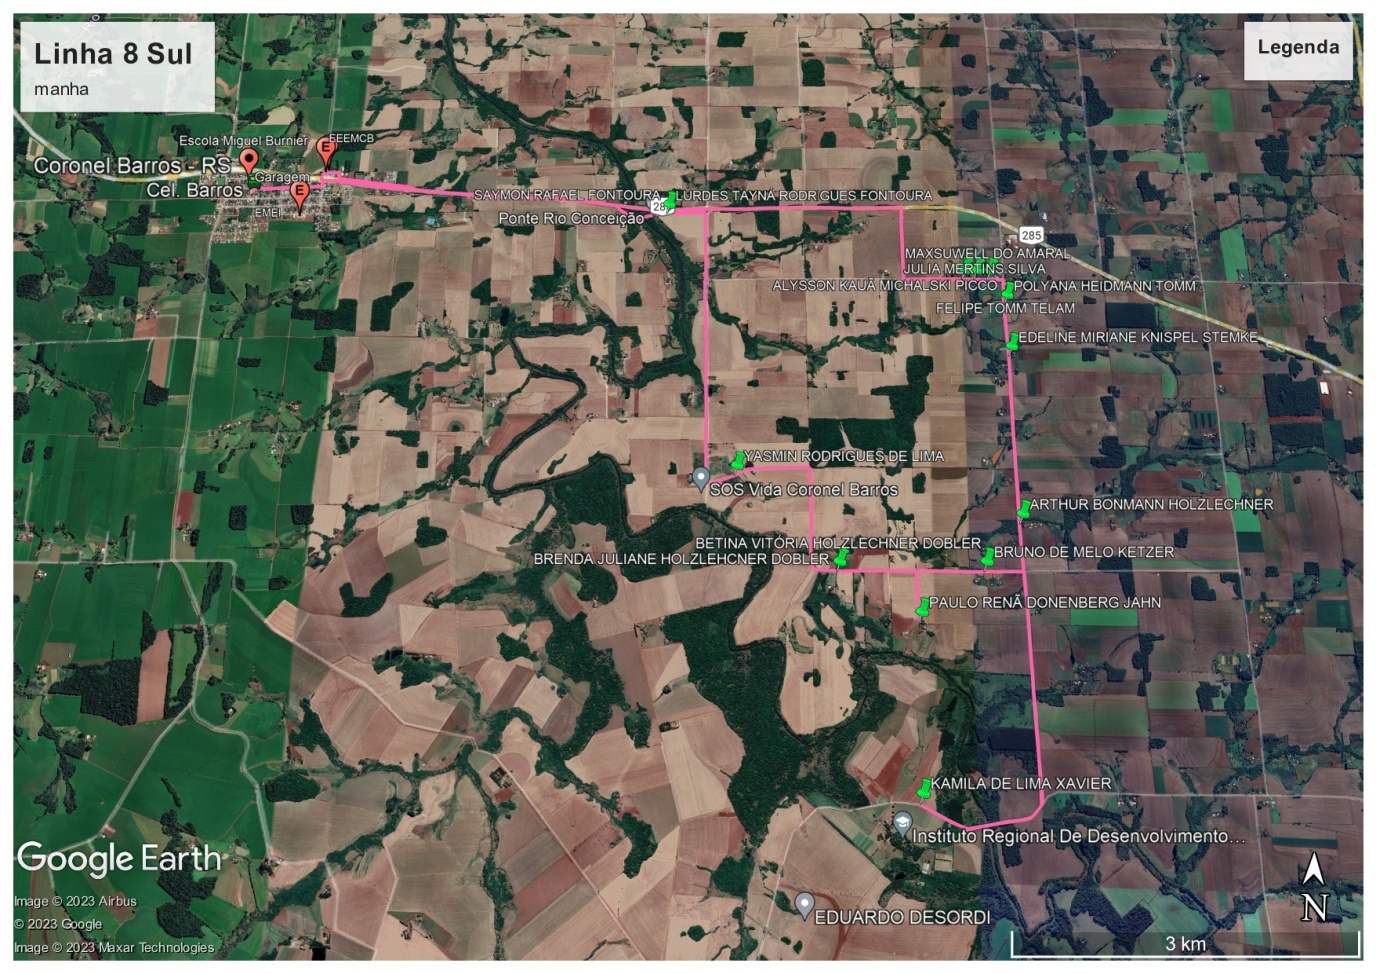 Linha 8 Sul
manha
Legenda
Escola Miguel Burnier
EEEMCB
Coronel Barros - RS
Garagem
Cel. Barros
EMEI
SAYMON RAFAEL FONTOURA
LURDES TAYNA RODRIGUES FONTOURA
28
Ponte Rio Conceição
285
MAXSUWELL DO AMARAL
JULIA MERTINS SILVA
ALYSSON KAUÃ MICHALSKI PICCO
POLYANA HEIDMANN TOMM
FELIPE TOMM TELAM
EDELINE MIRIANE KNISPEL STEMKE
YASMIN RODRIGUES DE LIMA
SOS Vida Coronel Barros
ARTHUR BONMANN HOLZLECHNER
BETINA VITÓRIA HOLZLECHNER DOBLER
BRUNO DE MELO KETZER
BRENDA JULIANE HOLZLEHCNER DOBLER
PAULO RENÃ DONENBERG JAHN
KAMILA DE LIMA XAVIER
Instituto Regional De Desenvolvimento...
Google Earth
EDUARDO DESORDI
Image © 2023 Airbus
© 2023 Google
Image © 2023 Maxar Technologies
N
3 km